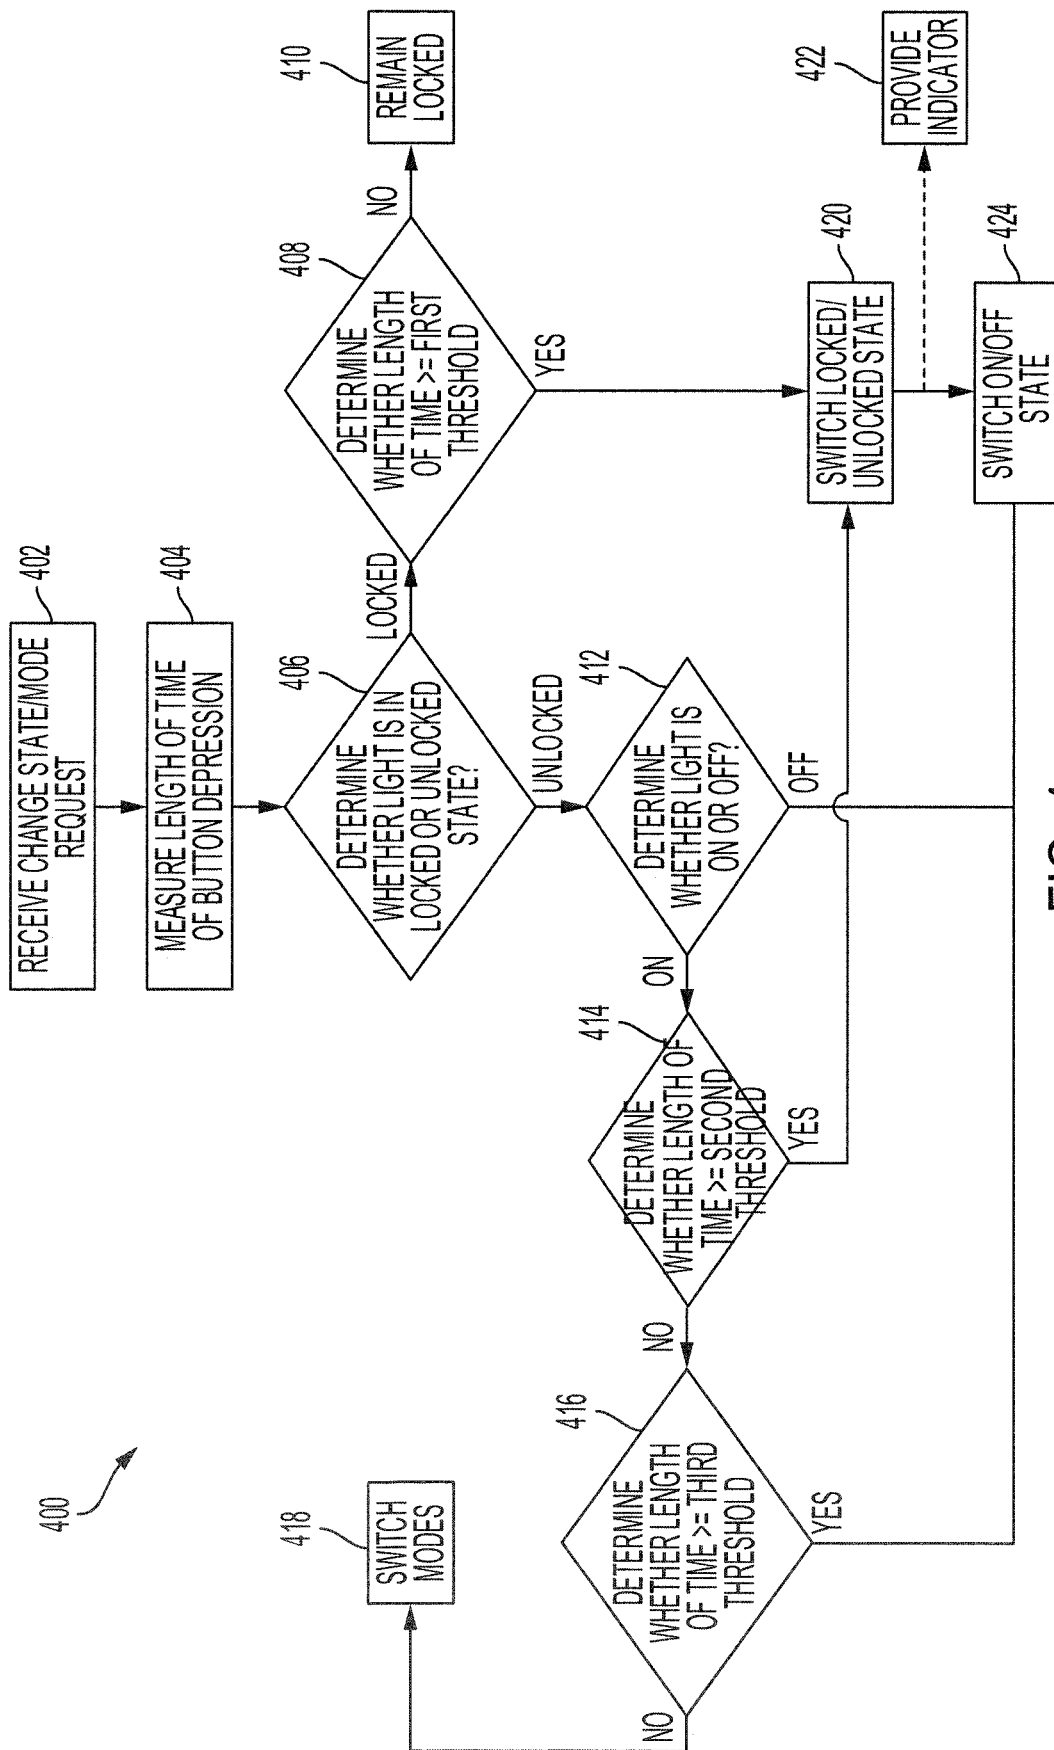 400
RECEIVE CHANGE STATE/MODE
REQUEST
402
MEASURE LENGTH OF TIME
OF BUTTON DEPRESSION
404
DETERMINE
WHETHER LIGHT IS IN
LOCKED OR UNLOCKED
STATE?
406
LOCKED
UNLOCKED
DETERMINE
WHETHER LENGTH
OF TIME >= FIRST
THRESHOLD
408
NO
YES
REMAIN
LOCKED
410
DETERMINE
WHETHER LIGHT IS
ON OR OFF?
412
ON
OFF
DETERMINE
WHETHER LENGTH OF
TIME >= SECOND
THRESHOLD
414
NO
YES
DETERMINE
WHETHER LENGTH
OF TIME >= THIRD
THRESHOLD
416
NO
YES
SWITCH
MODES
418
SWITCH LOCKED/
UNLOCKED STATE
420
PROVIDE
INDICATOR
422
SWITCH ON/OFF
STATE
424